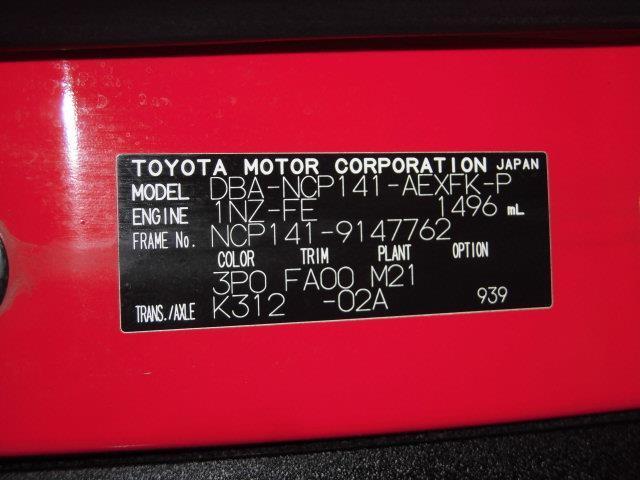 TOYOTA MOTOR CORPORATION JAPAN
MODEL DBA-NCP141-AEXFK-P
ENGINE 1NZ-FE 1496 mL
FRAME No. NCP141-9147762
COLOR TRIM PLANT OPTION
3P0 FA00 M21
TRANS./AXLE K312 -02A 939